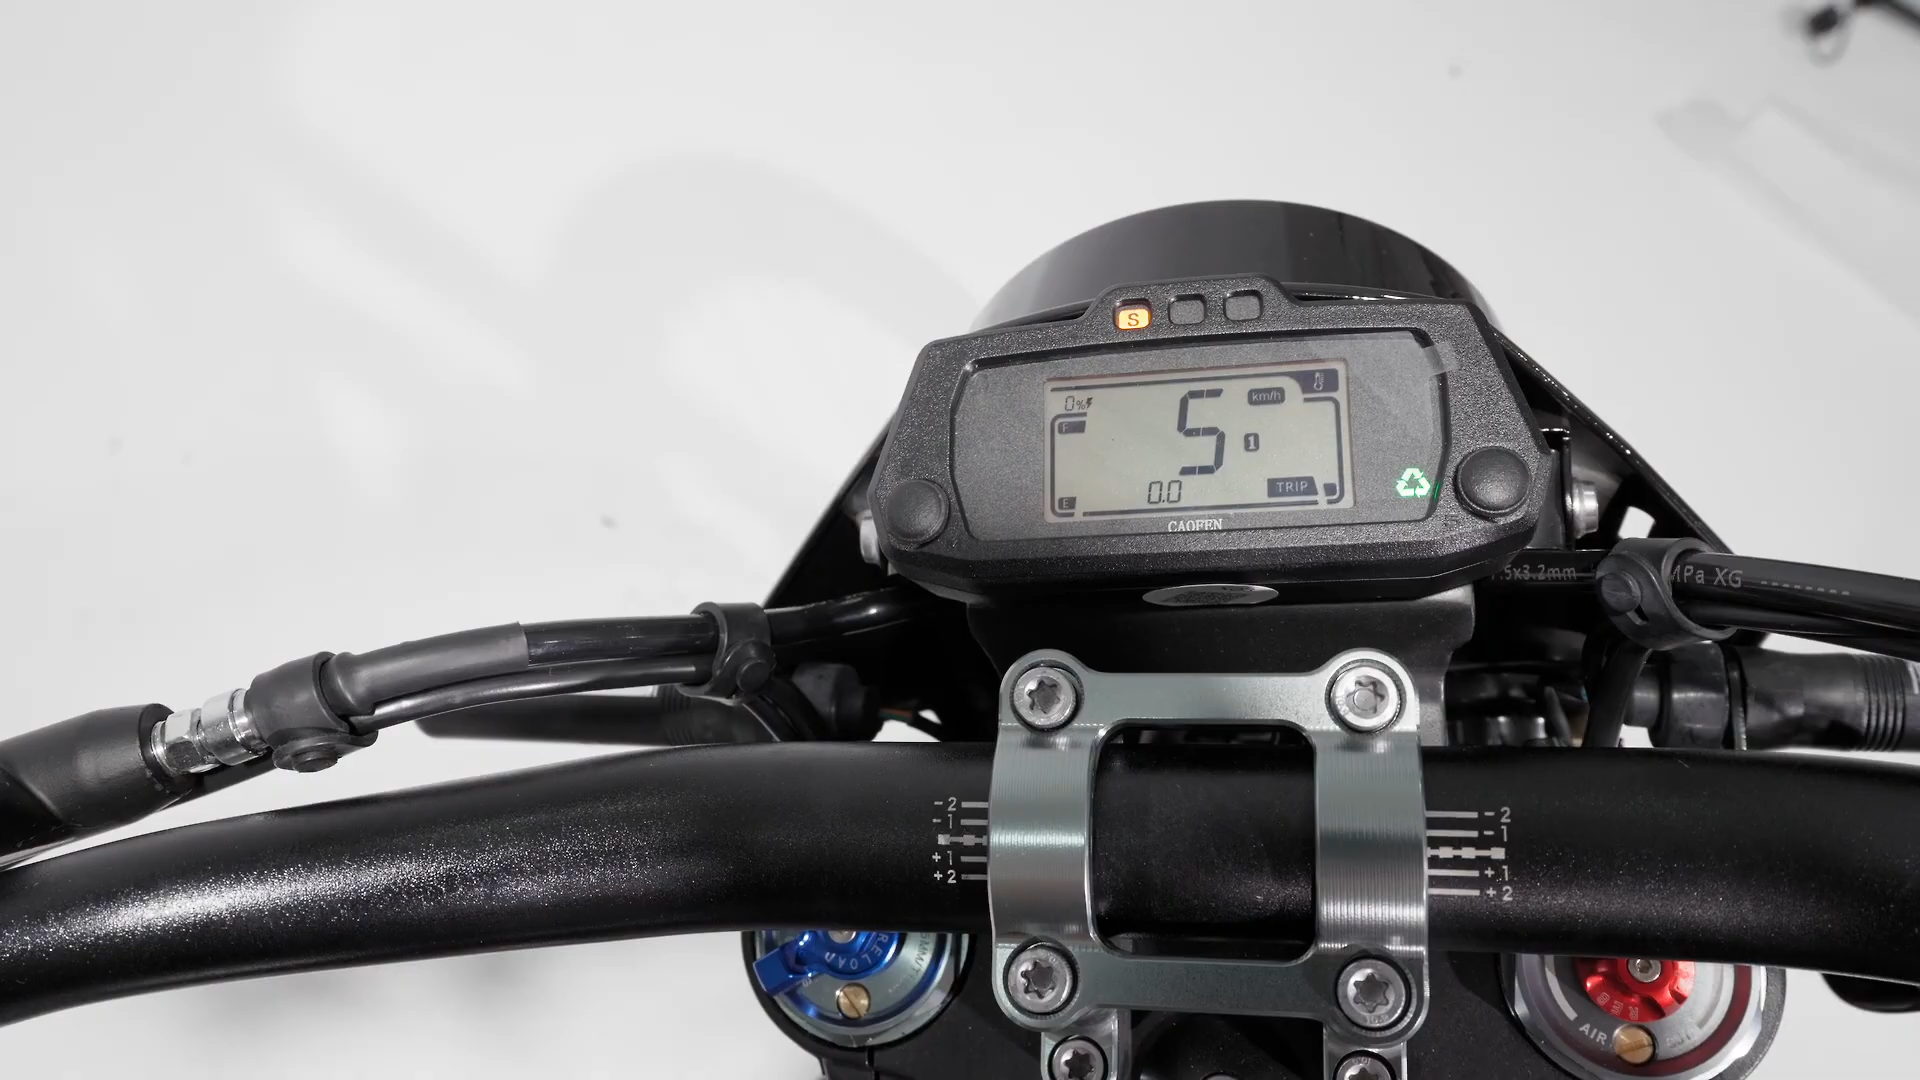 S
0%
5
km/h
1
F
E
0.0
TRIP
CAOFEN
.5x3.2mm
MPa XG
-2
-1
+1
+2
-2
-1
+1
+2
RELOAD
AIR